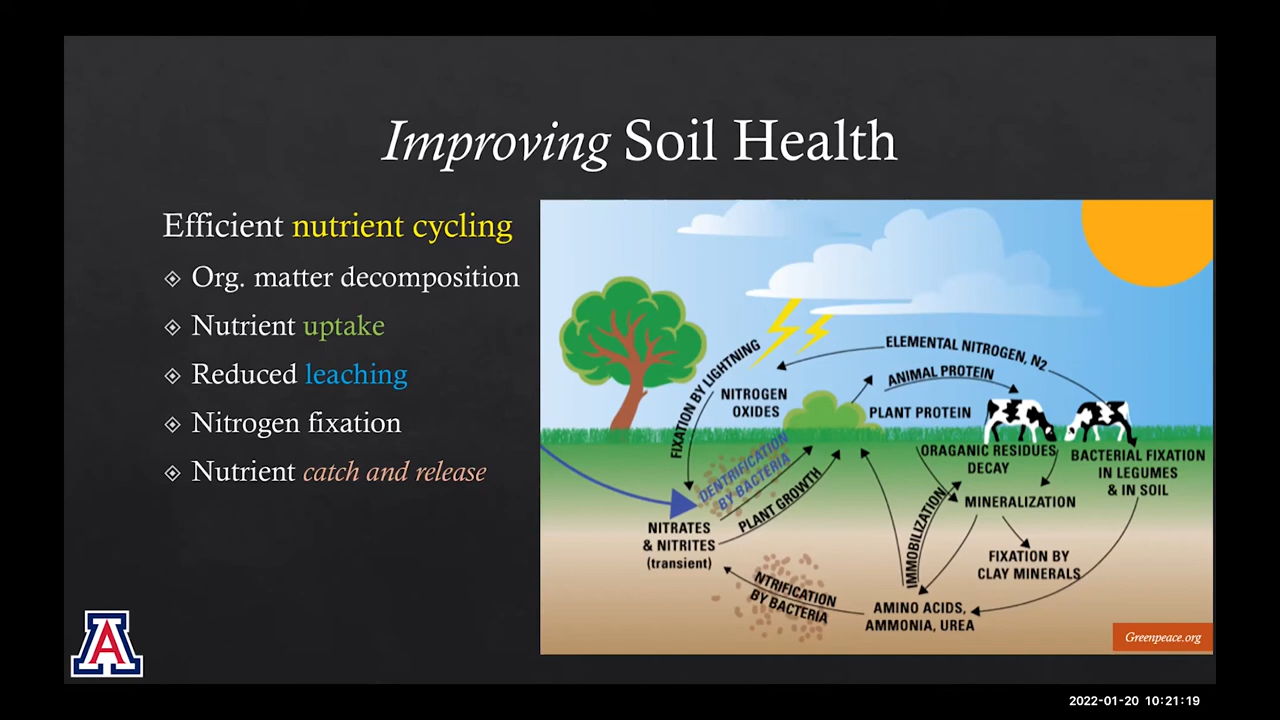 Improving Soil Health
Efficient nutrient cycling
Org. matter decomposition
Nutrient uptake
Reduced leaching
Nitrogen fixation
Nutrient catch and release
FIXATION BY LIGHTNING
NITROGEN
OXIDES
ELEMENTAL NITROGEN, N2
ANIMAL PROTEIN
PLANT PROTEIN
ORAGANIC RESIDUES
DECAY
BACTERIAL FIXATION
IN LEGUMES
& IN SOIL
DENTRIFICATION
BY BACTERIA
PLANT GROWTH
NITRATES
& NITRITES
(transient)
MINERALIZATION
IMMOBILIZATION
FIXATION BY
CLAY MINERALS
NTRIFICATION
BY BACTERIA
AMINO ACIDS,
AMMONIA, UREA
Greenpeace.org
A
2022-01-20 10:21:19